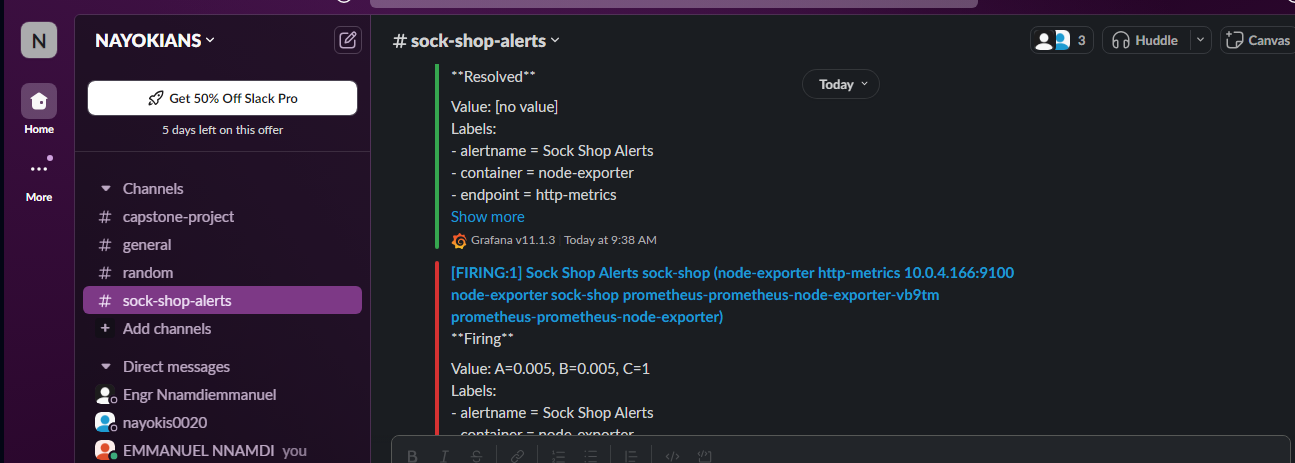 N
NAYOKIANS
Get 50% Off Slack Pro
5 days left on this offer
Home
More
Channels
# capstone-project
# general
# random
# sock-shop-alerts
+ Add channels
Direct messages
Engr Nnamdiemmanuel
nayokis0020
EMMANUEL NNAMDI you
# sock-shop-alerts
3
Huddle
Canvas
Today
**Resolved**
Value: [no value]
Labels:
- alertname = Sock Shop Alerts
- container = node-exporter
- endpoint = http-metrics
Show more
Grafana v11.1.3 Today at 9:38 AM
[FIRING:1] Sock Shop Alerts sock-shop (node-exporter http-metrics 10.0.4.166:9100
node-exporter sock-shop prometheus-prometheus-node-exporter-vb9tm
prometheus-prometheus-node-exporter)
**Firing**
Value: A=0.005, B=0.005, C=1
Labels:
- alertname = Sock Shop Alerts
- container = node-exporter
B I S